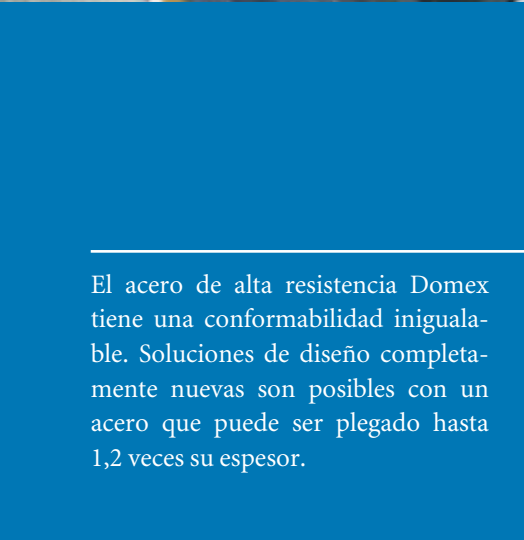 El acero de alta resistencia Domex
tiene una conformabilidad iniguala-
ble. Soluciones de diseño completa-
mente nuevas son posibles con un
acero que puede ser plegado hasta
1,2 veces su espesor.